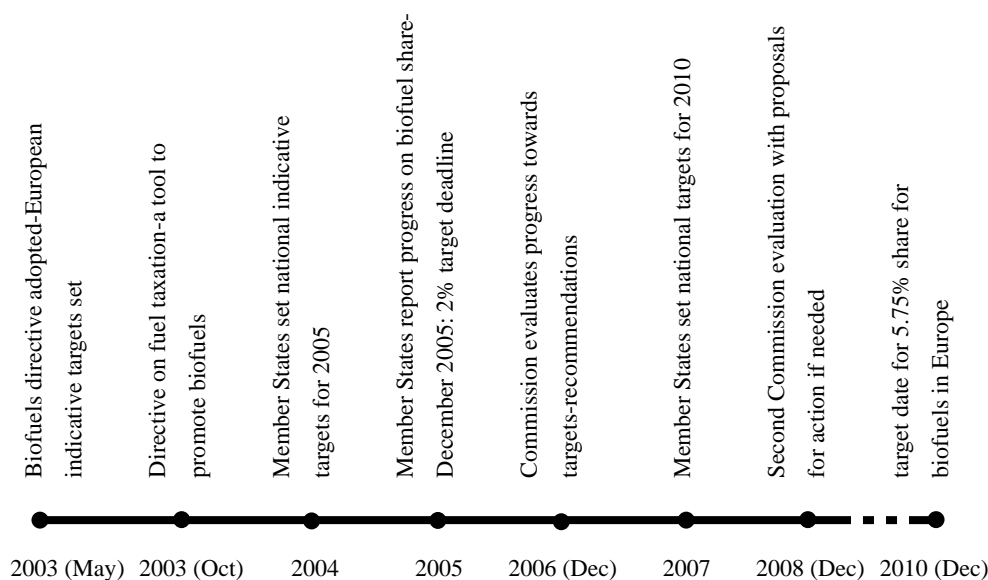 Biofuels directive adopted-European
indicative targets set
Directive on fuel taxation-a tool to
promote biofuels
Member States set national indicative
targets for 2005
Member States report progress on biofuel share-
December 2005: 2% target deadline
Commission evaluates progress towards
targets-recommendations
Member States set national targets for 2010
Second Commission evaluation with proposals
for action if needed
target date for 5.75% share for
biofuels in Europe
2003 (May) 2003 (Oct) 2004 2005 2006 (Dec) 2007 2008 (Dec) 2010 (Dec)